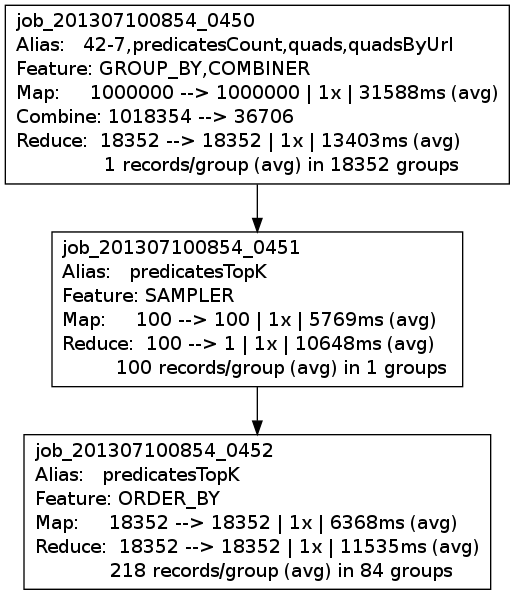 job_201307100854_0450
Alias: 42-7,predicatesCount,quads,quadsByUrl
Feature: GROUP_BY,COMBINER
Map: 1000000 --> 1000000 | 1x | 31588ms (avg)
Combine: 1018354 --> 36706
Reduce: 18352 --> 18352 | 1x | 13403ms (avg)
1 records/group (avg) in 18352 groups
job_201307100854_0451
Alias: predicatesTopK
Feature: SAMPLER
Map: 100 --> 100 | 1x | 5769ms (avg)
Reduce: 100 --> 1 | 1x | 10648ms (avg)
100 records/group (avg) in 1 groups
job_201307100854_0452
Alias: predicatesTopK
Feature: ORDER_BY
Map: 18352 --> 18352 | 1x | 6368ms (avg)
Reduce: 18352 --> 18352 | 1x | 11535ms (avg)
218 records/group (avg) in 84 groups